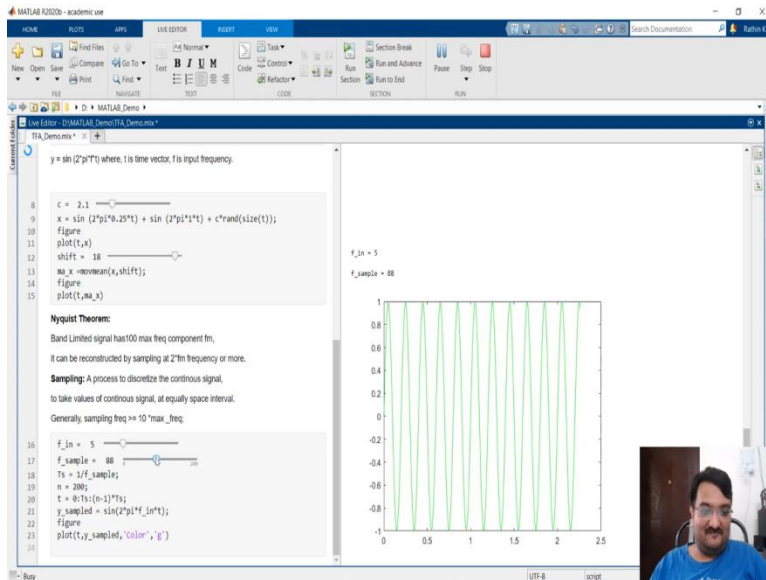 MATLAB R2020b - academic use
HOME PLOTS APPS LIVE EDITOR INSERT VIEW
Search Documentation
Rathin K
New Open Save
Find Files
Compare
Print
Go To
Find
Text
Normal
B I U M
Code
Task
Control
Refactor
Run Section
Section Break
Run and Advance
Run to End
Pause Step Stop
FILE NAVIGATE TEXT CODE SECTION RUN
D: MATLAB_Demo
Current Folder
Live Editor - D:\MATLAB_Demo\TFA_Demo.mlx *
TFA_Demo.mlx *
y = sin (2*pi*f*t) where, t is time vector, f is input frequency.
8 c = 2.1
9 x = sin (2*pi*0.25*t) + sin (2*pi*1*t) + c*rand(size(t));
10 figure
11 plot(t,x)
12 shift = 18
13 ma_x =movmean(x,shift);
14 figure
15 plot(t,ma_x)
Nyquist Theorem:
Band Limited signal has100 max freq component fm,
it can be reconstructed by sampling at 2*fm frequency or more.
Sampling: A process to discretize the continous signal,
to take values of continous signal, at equally space interval.
Generally, sampling freq >= 10 *max _freq;
16 f_in = 5
17 f_sample = 88
18 Ts = 1/f_sample;
19 n = 200;
20 t = 0:Ts:(n-1)*Ts;
21 y_sampled = sin(2*pi*f_in*t);
22 figure
23 plot(t,y_sampled,'Color','g')
24
f_in = 5
f_sample = 88
1
0.8
0.6
0.4
0.2
0
-0.2
-0.4
-0.6
-0.8
-1
0 0.5 1 1.5 2 2.5
Busy
UTF-8 script